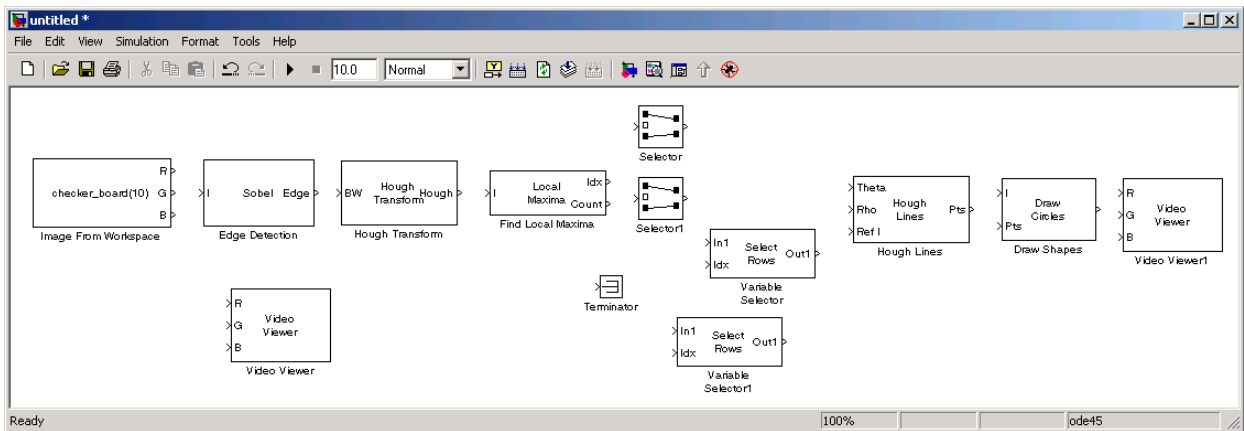 untitled *
File Edit View Simulation Format Tools Help
10.0 Normal
Selector
R
checker_board(10) G
B
Image From Workspace
I Sobel Edge
Edge Detection
BW Hough Transform Hough
Hough Transform
I Local Maxima Idx
Count
Find Local Maxima
Selector1
In1 Select Rows Out1
Idx
Variable
Selector
Theta
Rho Hough Lines Pts
Ref I
Hough Lines
I Draw Circles
Pts
Draw Shapes
R
G Video Viewer
B
Video Viewer1
R
G Video Viewer
B
Video Viewer
Terminator
In1 Select Rows Out1
Idx
Variable
Selector1
Ready 100% ode45